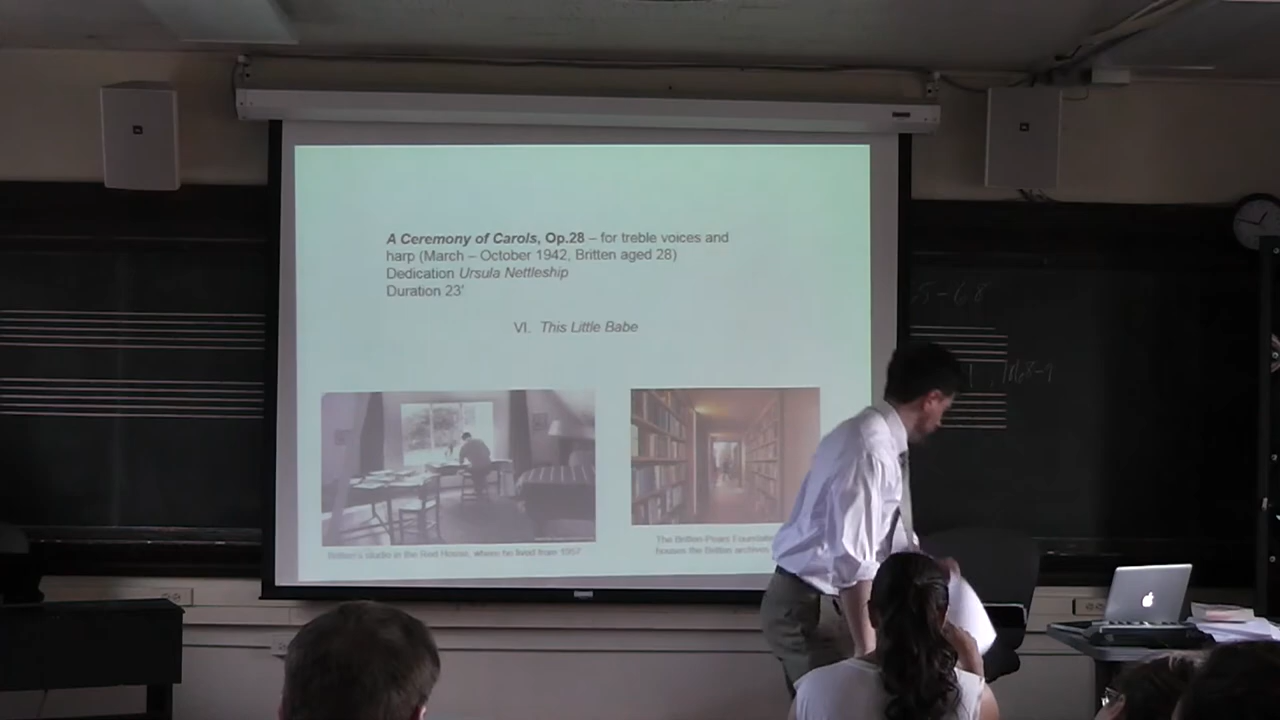 A Ceremony of Carols, Op.28 – for treble voices and
harp (March – October 1942, Britten aged 28)
Dedication Ursula Nettleship
Duration 23'
VI. This Little Babe
Britten's studio in the Red House, where he lived from 1957
The Britten-Pears Foundation
houses the Britten archives
5-68